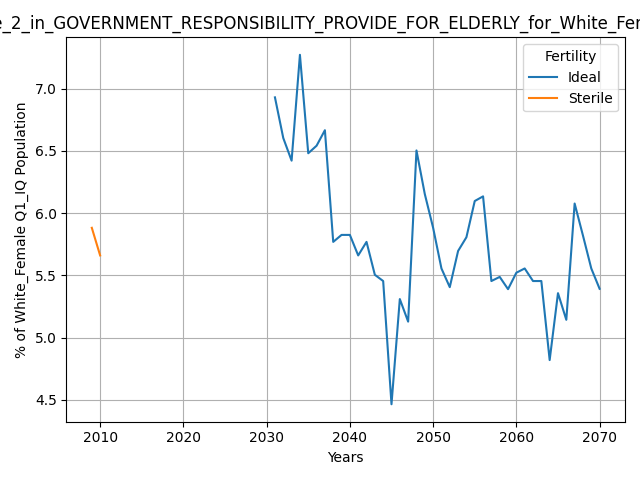 e_2_in_GOVERNMENT_RESPONSIBILITY_PROVIDE_FOR_ELDERLY_for_White_Fem
Fertility
Ideal
Sterile
% of White_Female Q1_IQ Population
7.0
6.5
6.0
5.5
5.0
4.5
2010 2020 2030 2040 2050 2060 2070
Years